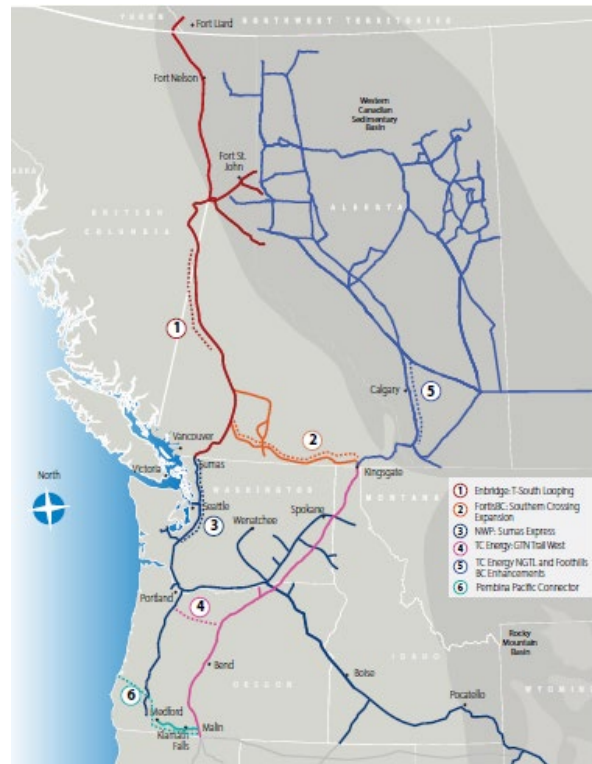 YUKON
NORTHWEST TERRITORIES
Fort Liard
Fort Nelson
Western
Canadian
Sedimentary
Basin
Fort St.
John
BRITISH
COLUMBIA
ALBERTA
1
Calgary
5
2
Vancouver
Sumas
Kingsgate
Victoria
North
WASHINGTON
MONTANA
Seattle
Spokane
Wenatchee
3
1 Enbridge: T-South Looping
2 FortisBC: Southern Crossing
Expansion
3 NWP: Sumas Express
4 TC Energy: GTN Trail West
5 TC Energy NGTL and Foothills
BC Enhancements
6 Pembina Pacific Connector
Portland
4
IDAHO
Rocky
Mountain
Basin
Bend
OREGON
Boise
WYOMING
6
Pocatello
Medford
Malin
Klamath
Falls